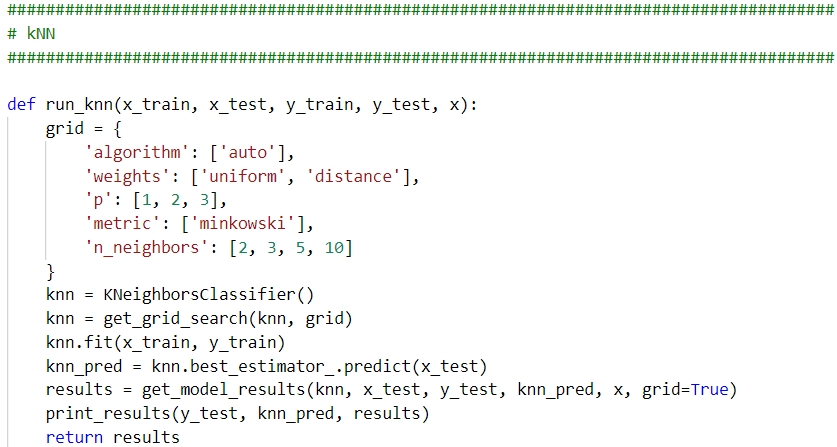 ######################################################################################
# kNN
######################################################################################
def run_knn(x_train, x_test, y_train, y_test, x):
    grid = {
        'algorithm': ['auto'],
        'weights': ['uniform', 'distance'],
        'p': [1, 2, 3],
        'metric': ['minkowski'],
        'n_neighbors': [2, 3, 5, 10]
    }
    knn = KNeighborsClassifier()
    knn = get_grid_search(knn, grid)
    knn.fit(x_train, y_train)
    knn_pred = knn.best_estimator_.predict(x_test)
    results = get_model_results(knn, x_test, y_test, knn_pred, x, grid=True)
    print_results(y_test, knn_pred, results)
    return results